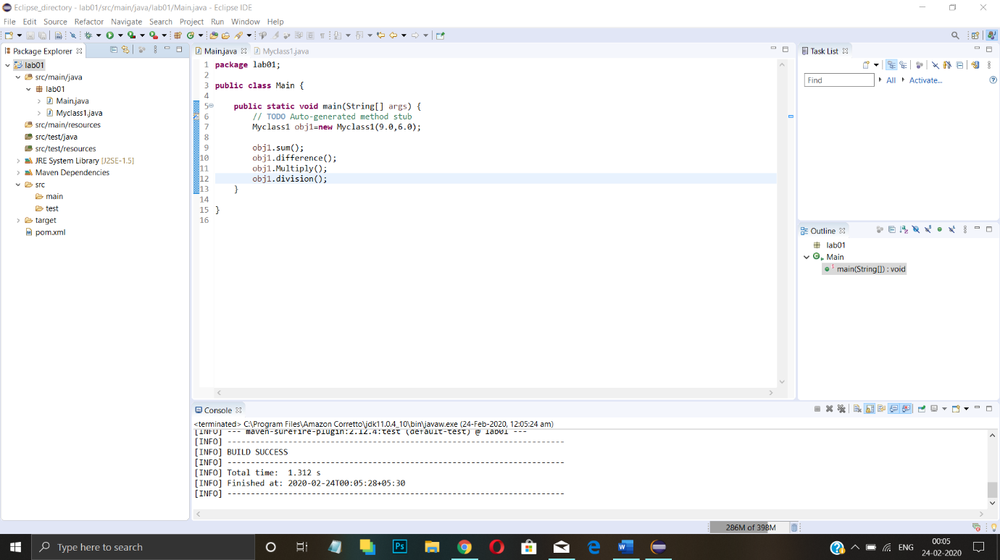 Eclipse_directory - lab01/src/main/java/lab01/Main.java - Eclipse IDE
File Edit Source Refactor Navigate Search Project Run Window Help
Package Explorer
lab01
src/main/java
lab01
Main.java
Myclass1.java
src/main/resources
src/test/java
src/test/resources
JRE System Library [J2SE-1.5]
Maven Dependencies
src
main
test
target
pom.xml
Main.java Myclass1.java
1 package lab01;
2
3 public class Main {
4
5 public static void main(String[] args) {
6 // TODO Auto-generated method stub
7 Myclass1 obj1=new Myclass1(9.0,6.0);
8
9 obj1.sum();
10 obj1.difference();
11 obj1.Multiply();
12 obj1.division();
13 }
14
15 }
16
Task List
Find All Activate...
Outline
lab01
Main
main(String[]) : void
Console
<terminated> C:\Program Files\Amazon Corretto\jdk11.0.4_10\bin\javaw.exe (24-Feb-2020, 12:05:24 am)
[INFO] --- maven-surefire-plugin:2.12.4:test (default-test) @ lab01 ---
[INFO] ------------------------------------------------------------------------
[INFO] BUILD SUCCESS
[INFO] ------------------------------------------------------------------------
[INFO] Total time:  1.312 s
[INFO] Finished at: 2020-02-24T00:05:28+05:30
[INFO] ------------------------------------------------------------------------
286M of 398M
Type here to search
Ps
ENG
00:05
24-02-2020